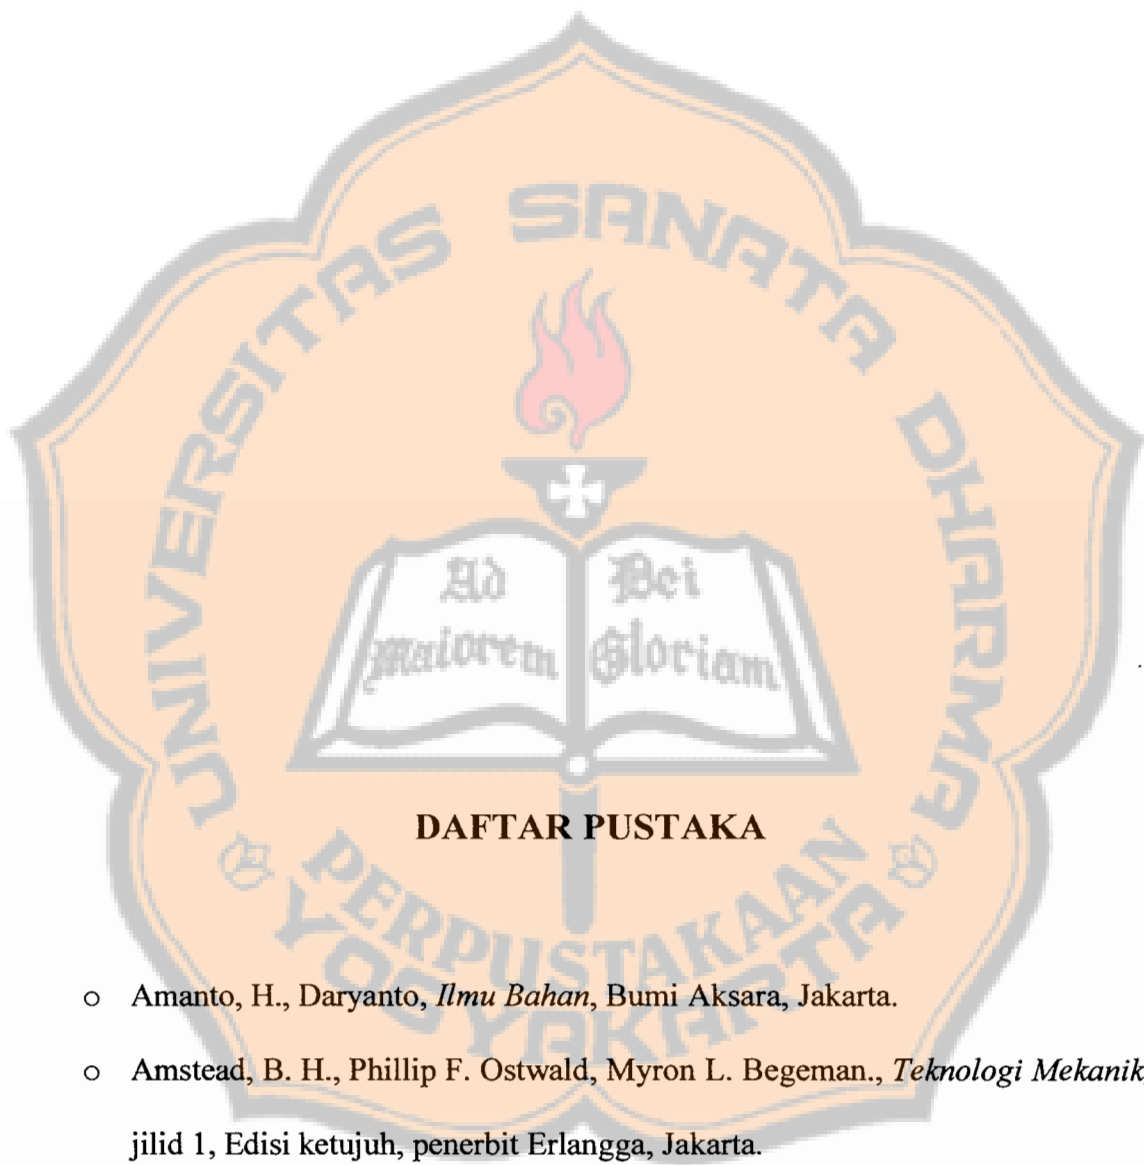 UNIVERSITAS SANATA DHARMA
Ad Dei
Maiorem Gloriam
DAFTAR PUSTAKA
PERPUSTAKAAN
YOGYAKARTA
o Amanto, H., Daryanto, Ilmu Bahan, Bumi Aksara, Jakarta.
o Amstead, B. H., Phillip F. Ostwald, Myron L. Begeman., Teknologi Mekanik
jilid 1, Edisi ketujuh, penerbit Erlangga, Jakarta.